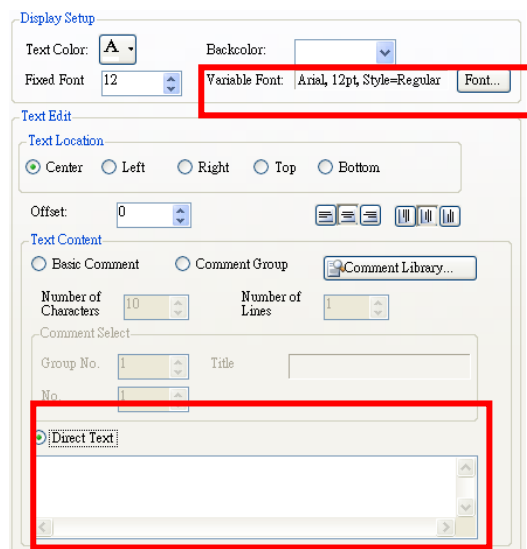 Display Setup
Text Color: A Backcolor:
Fixed Font 12 Variable Font: Arial, 12pt, Style=Regular Font...
Text Edit
Text Location
Center Left Right Top Bottom
Offset: 0
Text Content
Basic Comment Comment Group Comment Library...
Number of Characters 10 Number of Lines 1
Comment Select
Group No. 1 Title
No. 1
Direct Text